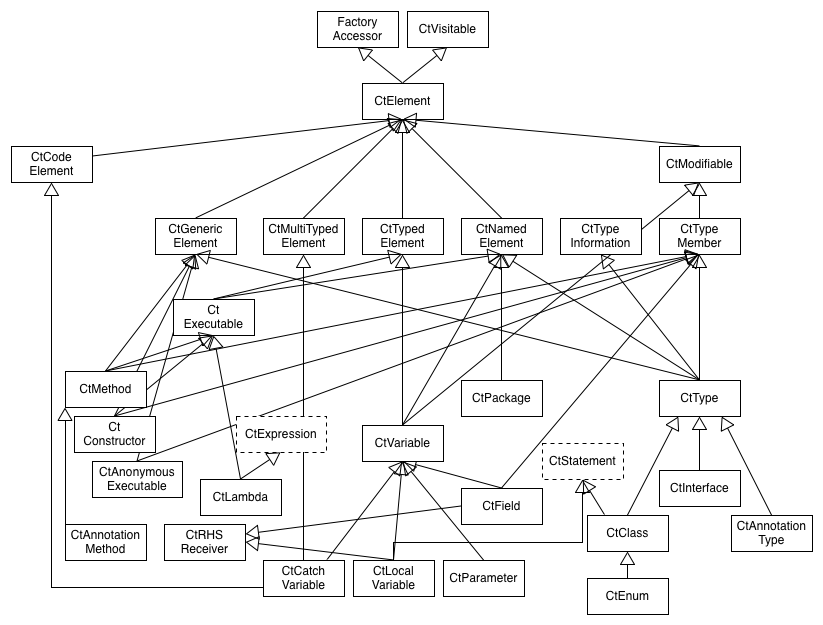 Factory
Accessor
CtVisitable
CtElement
CtCode
Element
CtModifiable
CtGeneric
Element
CtMultiTyped
Element
CtTyped
Element
CtNamed
Element
CtType
Information
CtType
Member
Ct
Executable
CtMethod
CtPackage
CtType
Ct
Constructor
CtExpression
CtVariable
CtStatement
CtAnonymous
Executable
CtLambda
CtInterface
CtField
CtAnnotation
Method
CtRHS
Receiver
CtClass
CtAnnotation
Type
CtCatch
Variable
CtLocal
Variable
CtParameter
CtEnum